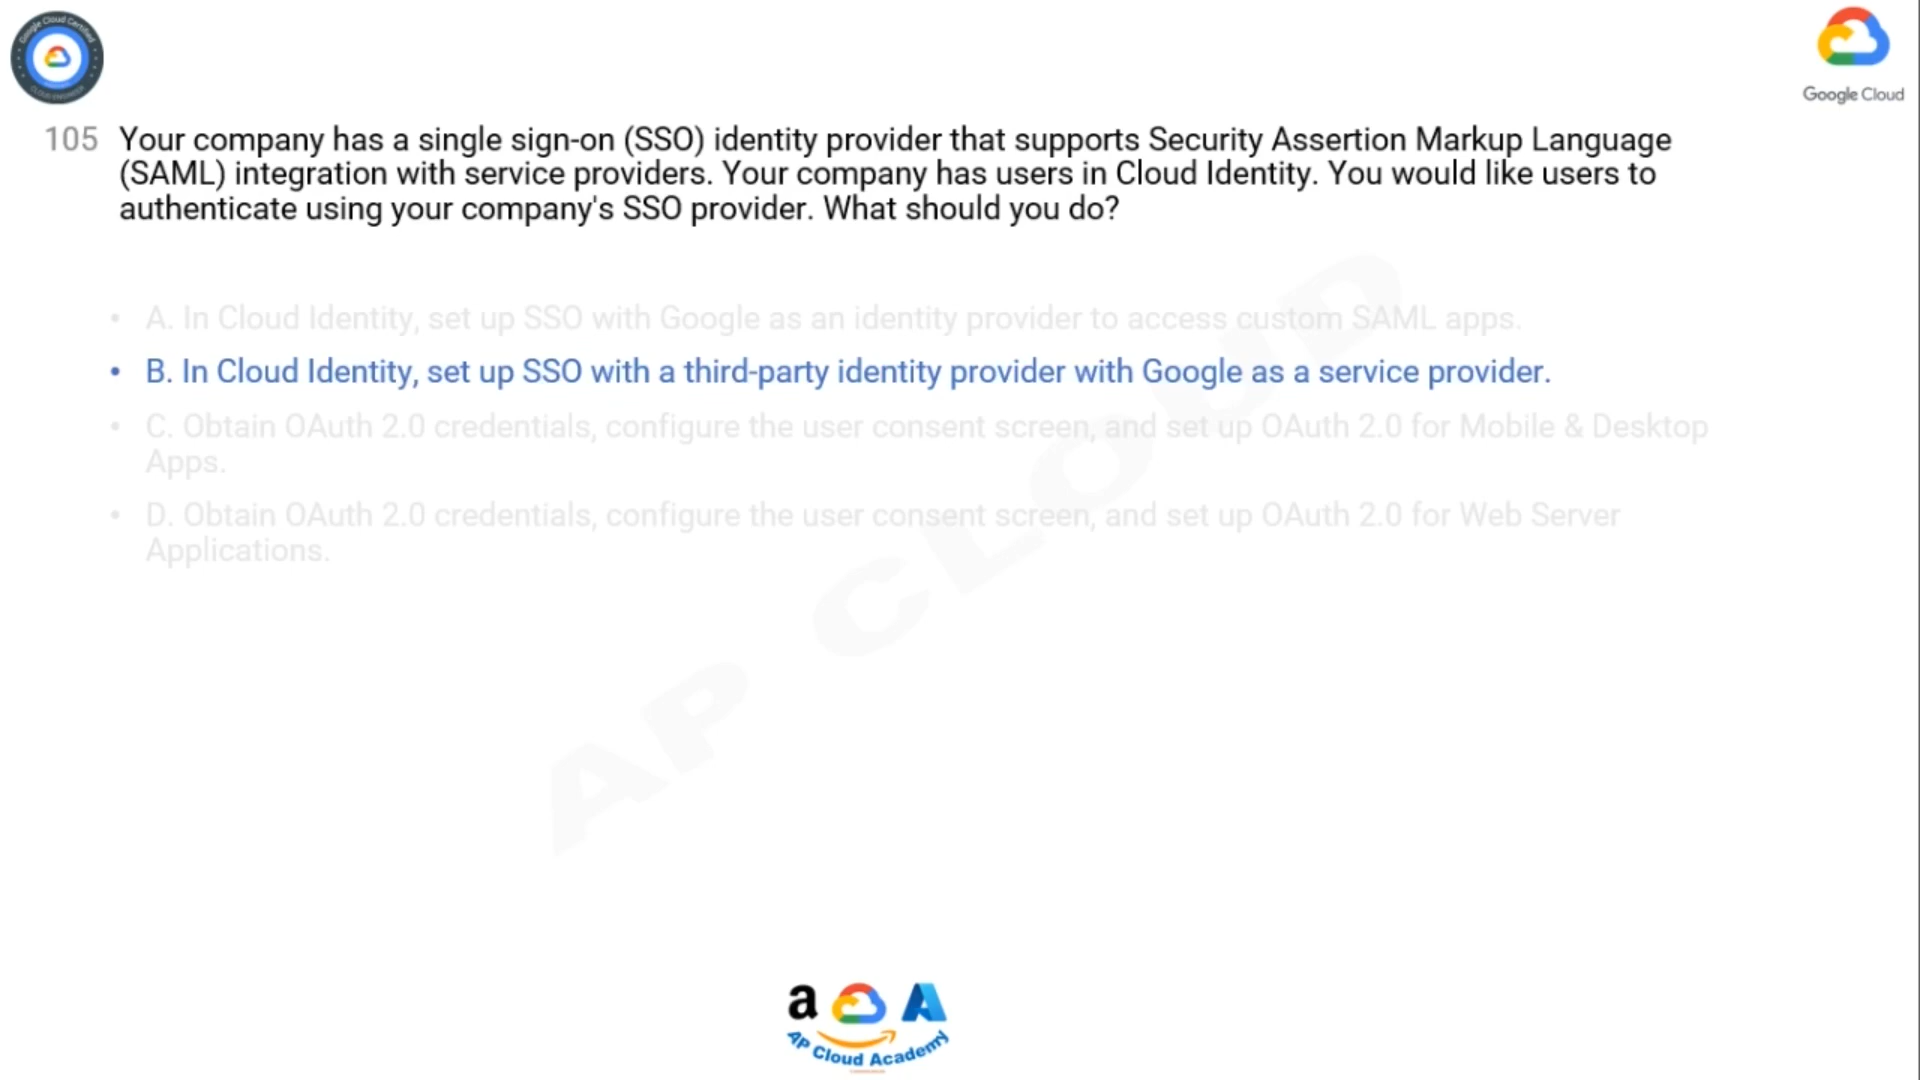 Google Cloud Certified
CLOUD ENGINEER
Google Cloud
105 Your company has a single sign-on (SSO) identity provider that supports Security Assertion Markup Language
(SAML) integration with service providers. Your company has users in Cloud Identity. You would like users to
authenticate using your company's SSO provider. What should you do?
• A. In Cloud Identity, set up SSO with Google as an identity provider to access custom SAML apps.
• B. In Cloud Identity, set up SSO with a third-party identity provider with Google as a service provider.
• C. Obtain OAuth 2.0 credentials, configure the user consent screen, and set up OAuth 2.0 for Mobile & Desktop
Apps.
• D. Obtain OAuth 2.0 credentials, configure the user consent screen, and set up OAuth 2.0 for Web Server
Applications.
AP CLOUD
a
AP Cloud Academy